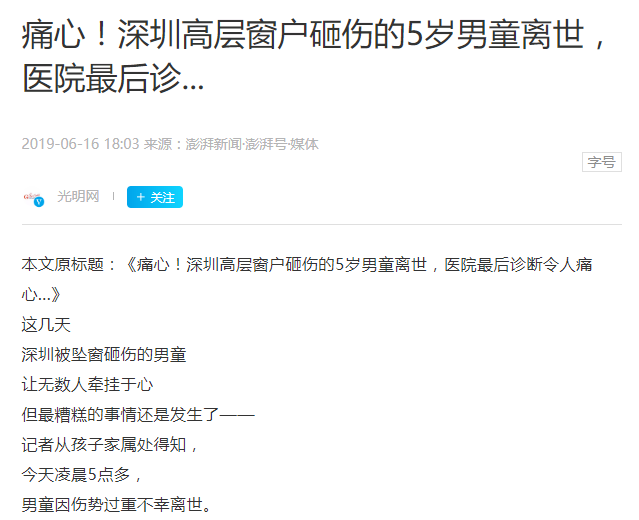 痛心！深圳高层窗户砸伤的5岁男童离世，
医院最后诊...
2019-06-16 18:03 来源：澎湃新闻·澎湃号·媒体
字号
光明网
+ 关注
本文原标题：《痛心！深圳高层窗户砸伤的5岁男童离世，医院最后诊断令人痛
心...》
这几天
深圳被坠窗砸伤的男童
让无数人牵挂于心
但最糟糕的事情还是发生了——
记者从孩子家属处得知，
今天凌晨5点多，
男童因伤势过重不幸离世。